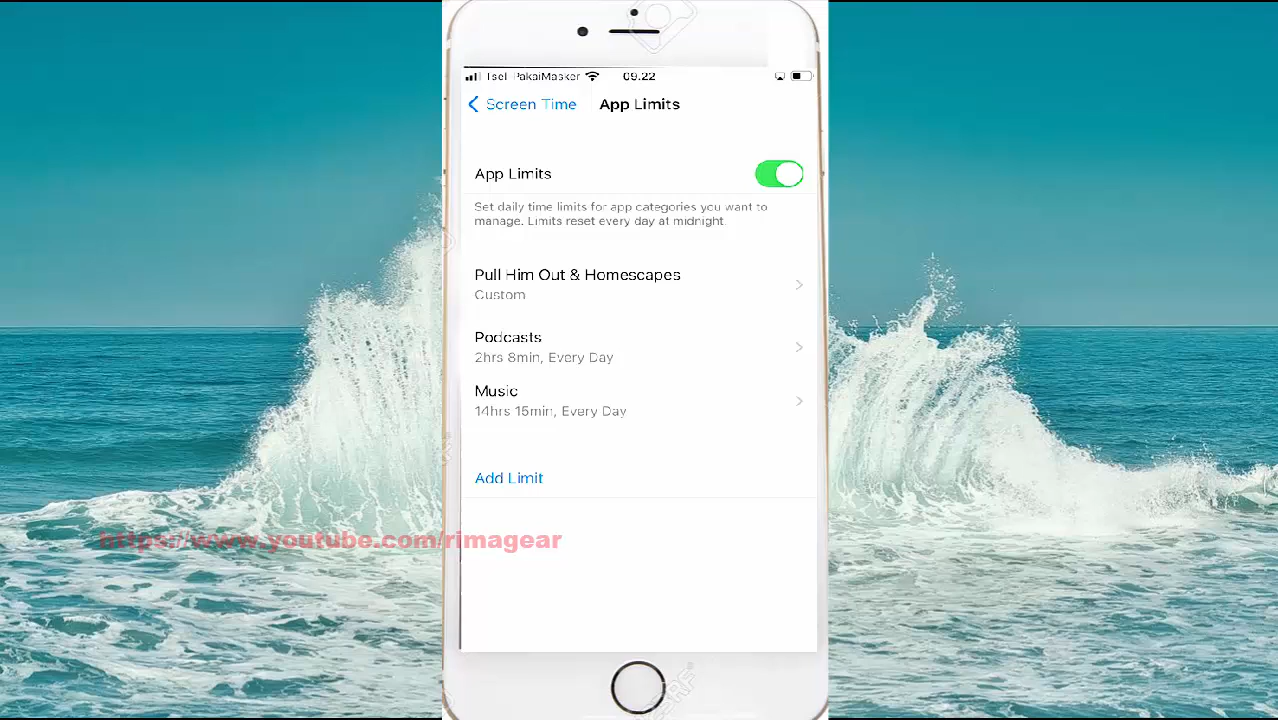 Tsel-PakaiMasker 09.22
Screen Time App Limits
App Limits
Set daily time limits for app categories you want to
manage. Limits reset every day at midnight.
Pull Him Out & Homescapes
Custom
Podcasts
2hrs 8min, Every Day
Music
14hrs 15min, Every Day
Add Limit
https://www.youtube.com/rimagear